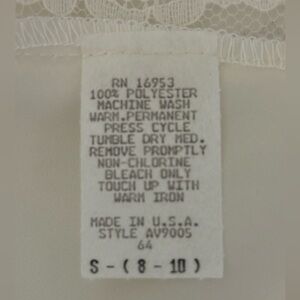 RN 16953
100% POLYESTER
MACHINE WASH
WARM.PERMANENT
PRESS CYCLE
TUMBLE DRY MED.
REMOVE PROMPTLY
NON-CHLORINE
BLEACH ONLY
TOUCH UP WITH
WARM IRON
MADE IN U.S.A.
STYLE AV9005
64
S - ( 8 - 10 )